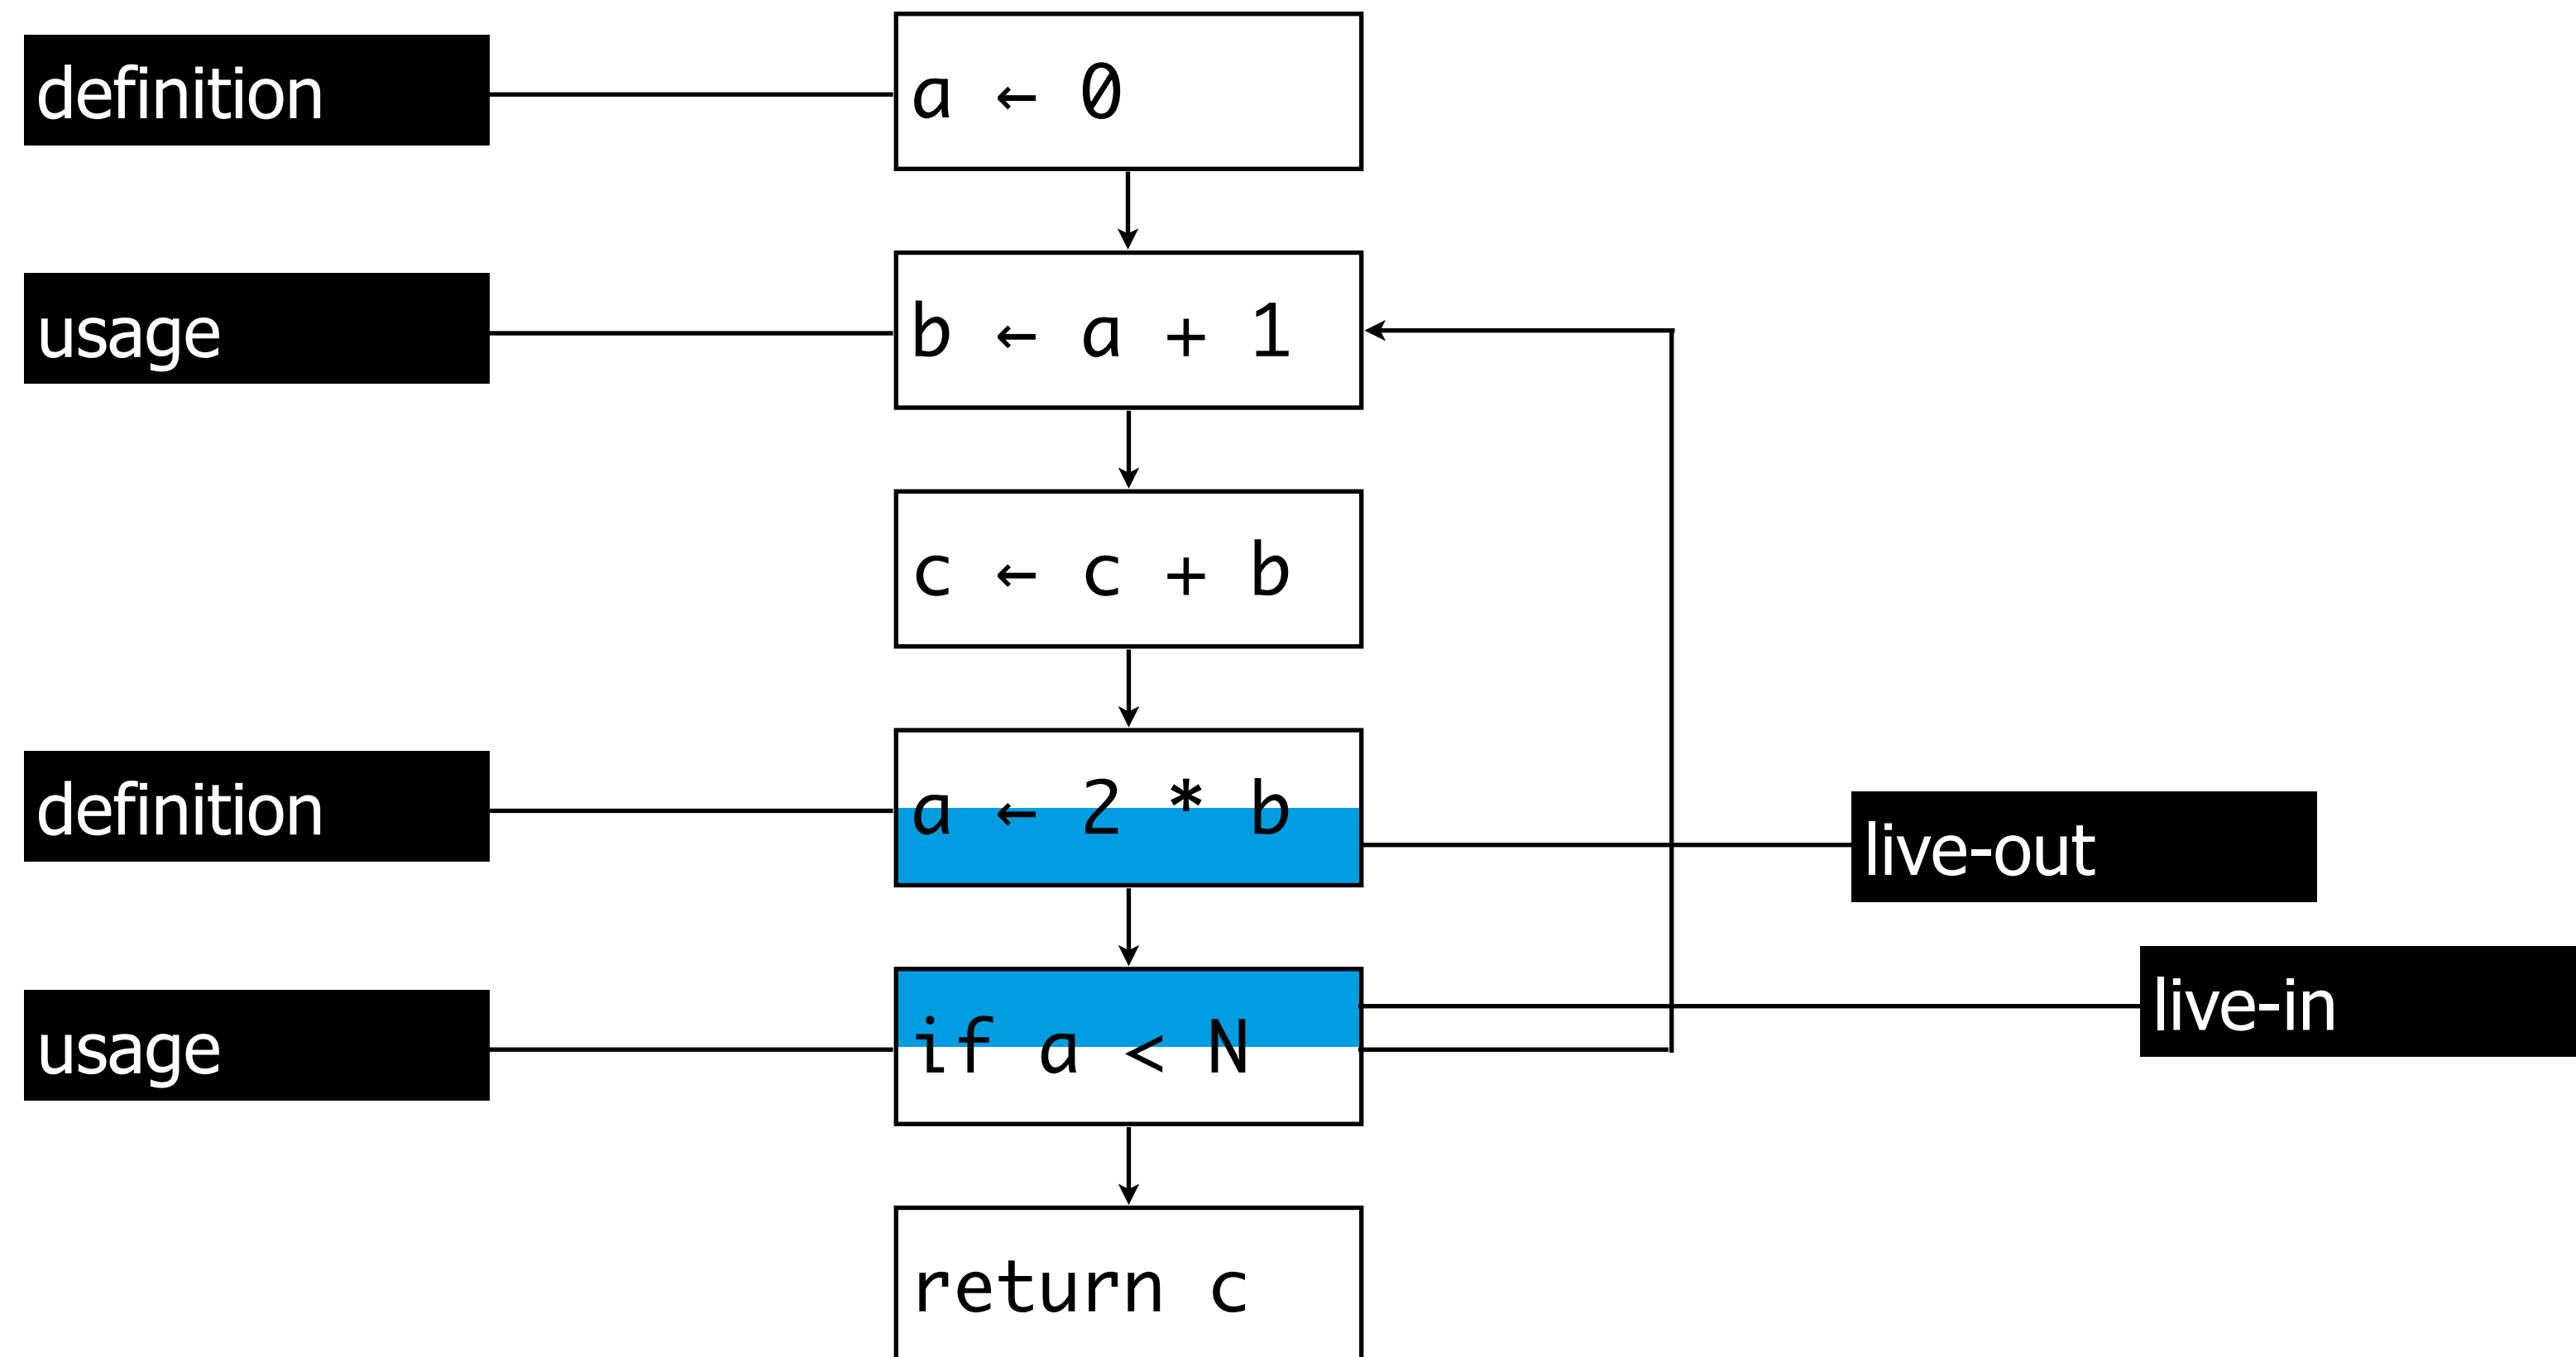 definition
a ← 0
usage
b ← a + 1
c ← c + b
definition
a ← 2 * b
live-out
live-in
usage
if a < N
return c